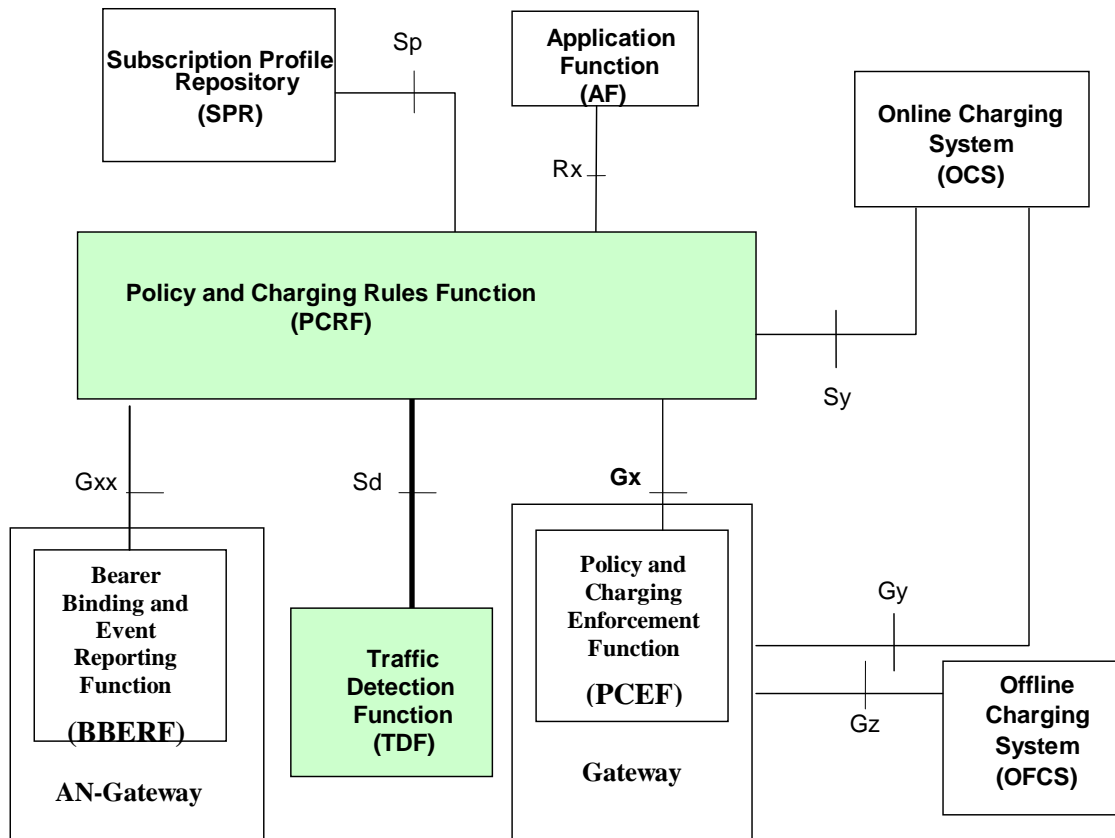 Subscription Profile
Repository
(SPR)
Sp
Application
Function
(AF)
Rx
Online Charging
System
(OCS)
Policy and Charging Rules Function
(PCRF)
Sy
Gxx
Sd
Gx
Bearer
Binding and
Event
Reporting
Function
(BBERF)
AN-Gateway
Traffic
Detection
Function
(TDF)
Policy and
Charging
Enforcement
Function
(PCEF)
Gateway
Gy
Gz
Offline
Charging
System
(OFCS)